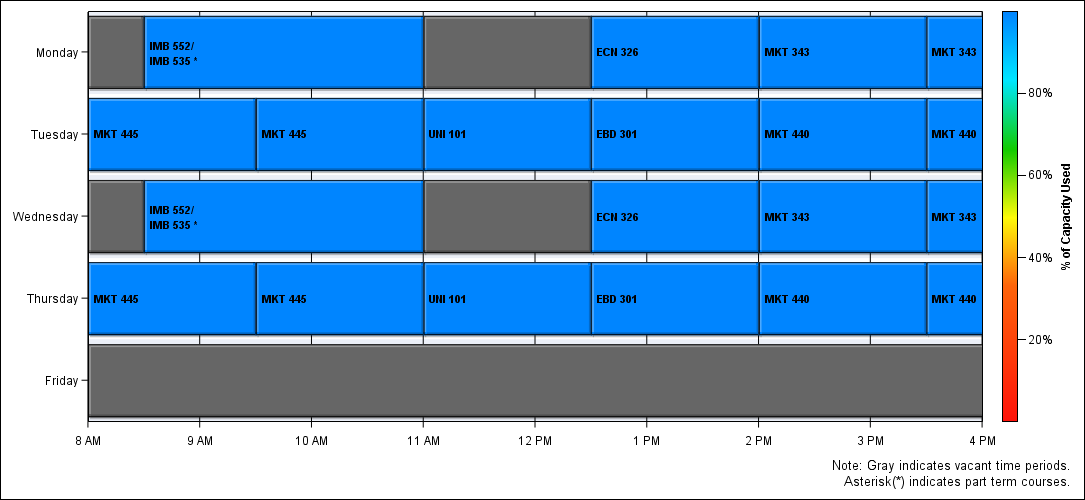 Monday
IMB 552/
IMB 535 *
ECN 326
MKT 343
MKT 343
Tuesday
MKT 445
MKT 445
UNI 101
EBD 301
MKT 440
MKT 440
Wednesday
IMB 552/
IMB 535 *
ECN 326
MKT 343
MKT 343
Thursday
MKT 445
MKT 445
UNI 101
EBD 301
MKT 440
MKT 440
Friday
8 AM
9 AM
10 AM
11 AM
12 PM
1 PM
2 PM
3 PM
4 PM
80%
60%
40%
20%
% of Capacity Used
Note: Gray indicates vacant time periods.
Asterisk(*) indicates part term courses.